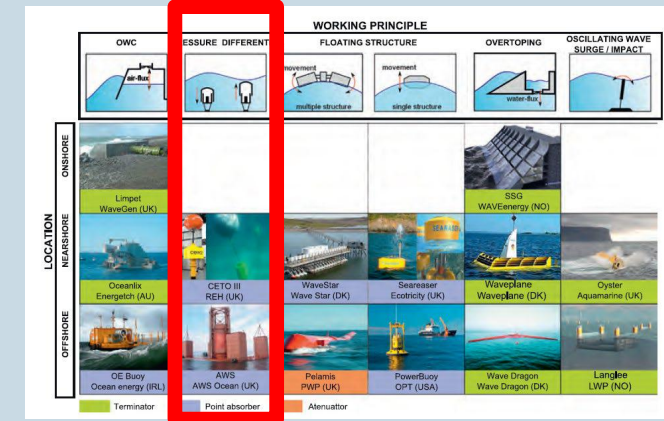 WORKING PRINCIPLE
OWC
ESSURE DIFFERENT
FLOATING STRUCTURE
OVERTOPING
OSCILLATING WAVE
SURGE / IMPACT
air-flux
movement
multiple structure
movement
single structure
water-flux
LOCATION
ONSHORE
Limpet
WaveGen (UK)
SSG
WAVEenergy (NO)
NEARSHORE
Oceanlix
Energetch (AU)
CETO III
REH (UK)
WaveStar
Wave Star (DK)
Seareaser
Ecotricity (UK)
Waveplane
Waveplane (DK)
Oyster
Aquamarine (UK)
OFFSHORE
OE Buoy
Ocean energy (IRL)
AWS
AWS Ocean (UK)
Pelamis
PWP (UK)
PowerBuoy
OPT (USA)
Wave Dragon
Wave Dragon (DK)
Langlee
LWP (NO)
Terminator
Point absorber
Atenuattor